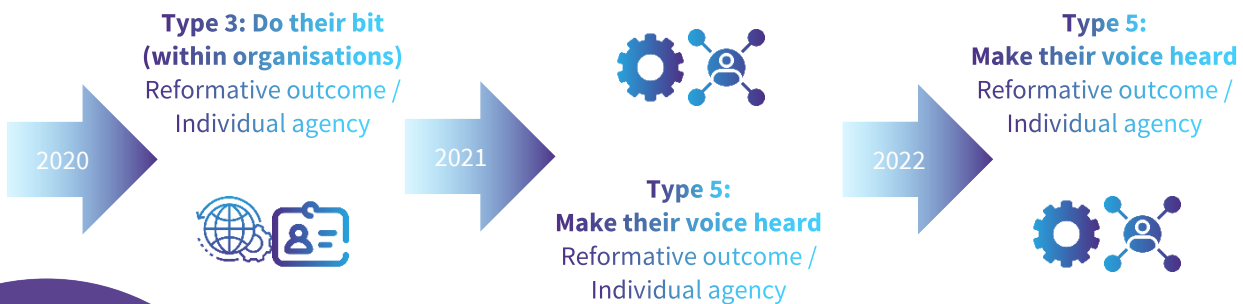 2020
Type 3: Do their bit
(within organisations)
Reformative outcome /
Individual agency
2021
Type 5:
Make their voice heard
Reformative outcome /
Individual agency
2022
Type 5:
Make their voice heard
Reformative outcome /
Individual agency